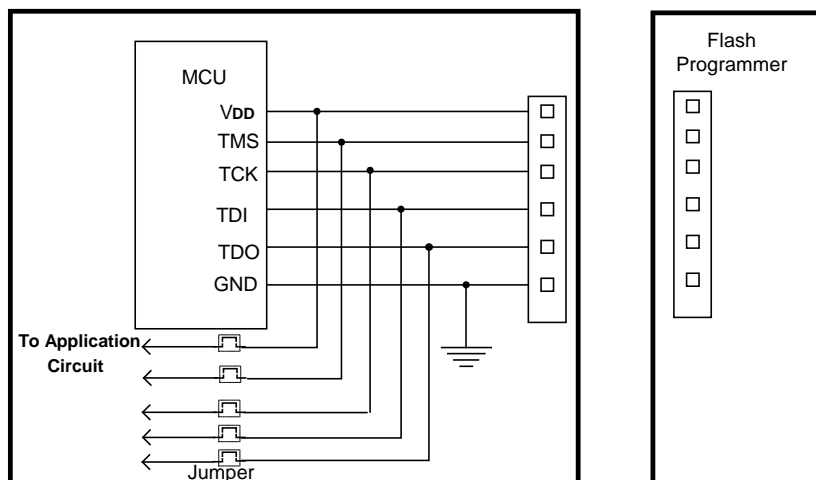 MCU
VDD
TMS
TCK
TDI
TDO
GND
To Application
Circuit
Jumper
Flash
Programmer